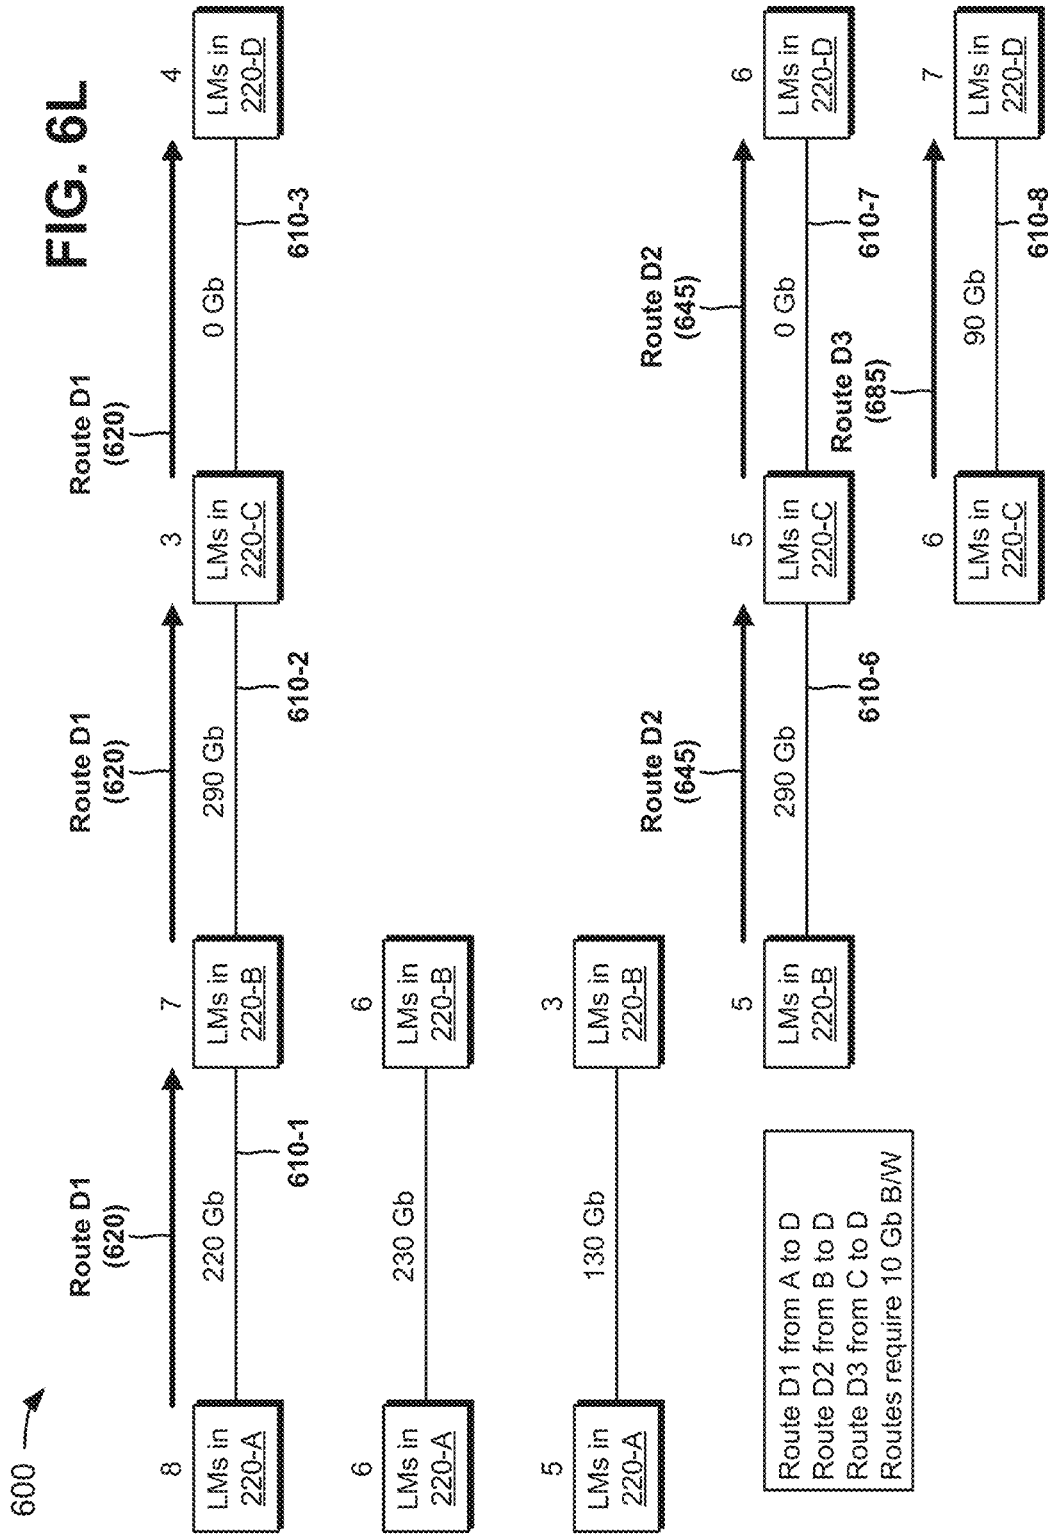 600
FIG. 6L
Route D1
(620)
Route D1
(620)
Route D1
(620)
8
7
3
4
LMs in
220-A
220 Gb
610-1
LMs in
220-B
290 Gb
610-2
LMs in
220-C
0 Gb
610-3
LMs in
220-D
6
6
LMs in
220-A
230 Gb
LMs in
220-B
5
3
LMs in
220-A
130 Gb
LMs in
220-B
Route D2
(645)
Route D2
(645)
5
5
6
LMs in
220-B
290 Gb
610-6
LMs in
220-C
0 Gb
610-7
LMs in
220-D
Route D3
(685)
6
7
LMs in
220-C
90 Gb
610-8
LMs in
220-D
Route D1 from A to D
Route D2 from B to D
Route D3 from C to D
Routes require 10 Gb B/W